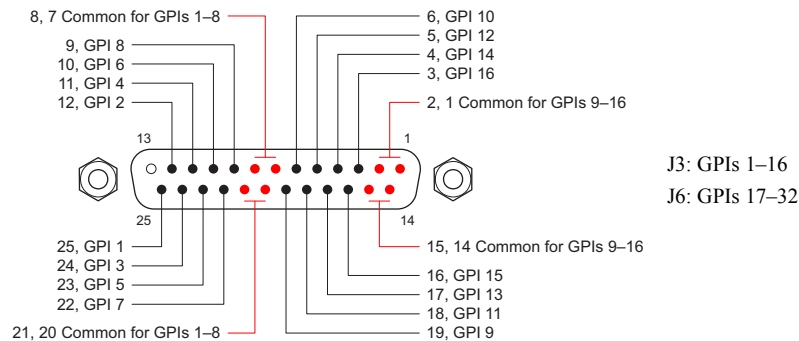 8, 7 Common for GPIs 1–8
9, GPI 8
10, GPI 6
11, GPI 4
12, GPI 2
6, GPI 10
5, GPI 12
4, GPI 14
3, GPI 16
2, 1 Common for GPIs 9–16
13
1
25
14
J3: GPIs 1–16
J6: GPIs 17–32
25, GPI 1
24, GPI 3
23, GPI 5
22, GPI 7
21, 20 Common for GPIs 1–8
15, 14 Common for GPIs 9–16
16, GPI 15
17, GPI 13
18, GPI 11
19, GPI 9